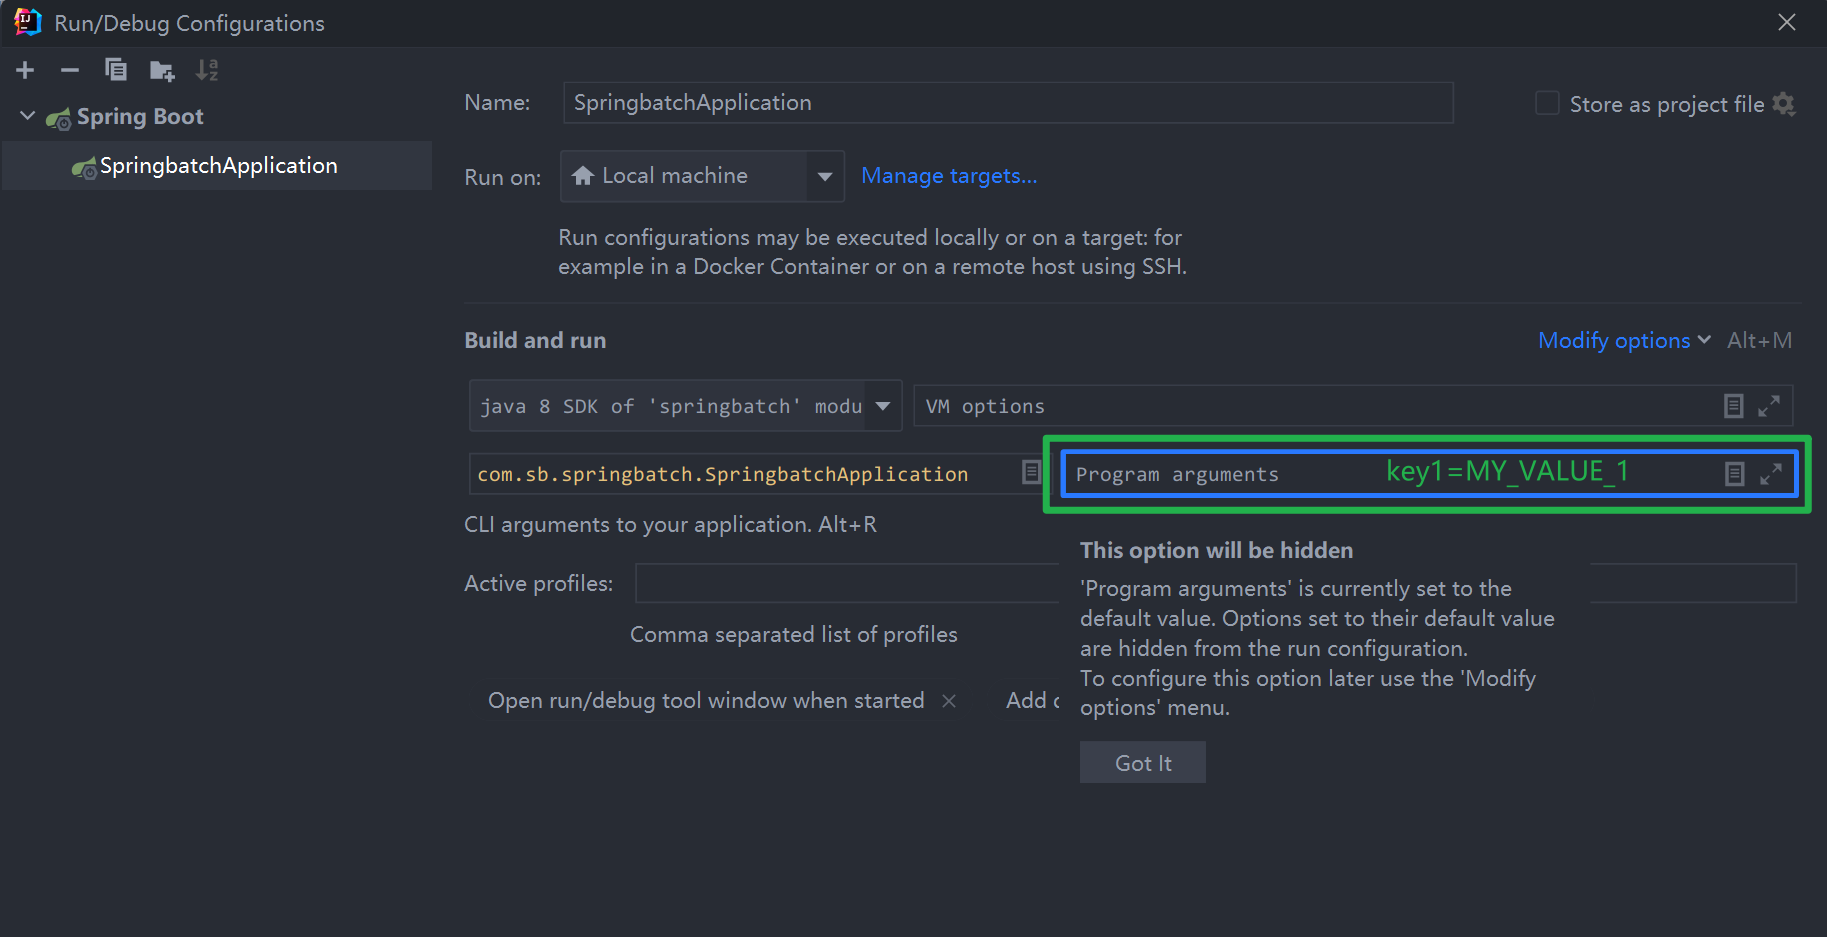 Run/Debug Configurations
Spring Boot
SpringbatchApplication
Name:
SpringbatchApplication
Store as project file
Run on:
Local machine
Manage targets...
Run configurations may be executed locally or on a target: for
example in a Docker Container or on a remote host using SSH.
Build and run
Modify options
Alt+M
java 8 SDK of 'springbatch' modu
VM options
com.sb.springbatch.SpringbatchApplication
Program arguments
key1=MY_VALUE_1
CLI arguments to your application. Alt+R
Active profiles:
Comma separated list of profiles
Open run/debug tool window when started
Add
This option will be hidden
'Program arguments' is currently set to the
default value. Options set to their default value
are hidden from the run configuration.
To configure this option later use the 'Modify
options' menu.
Got It